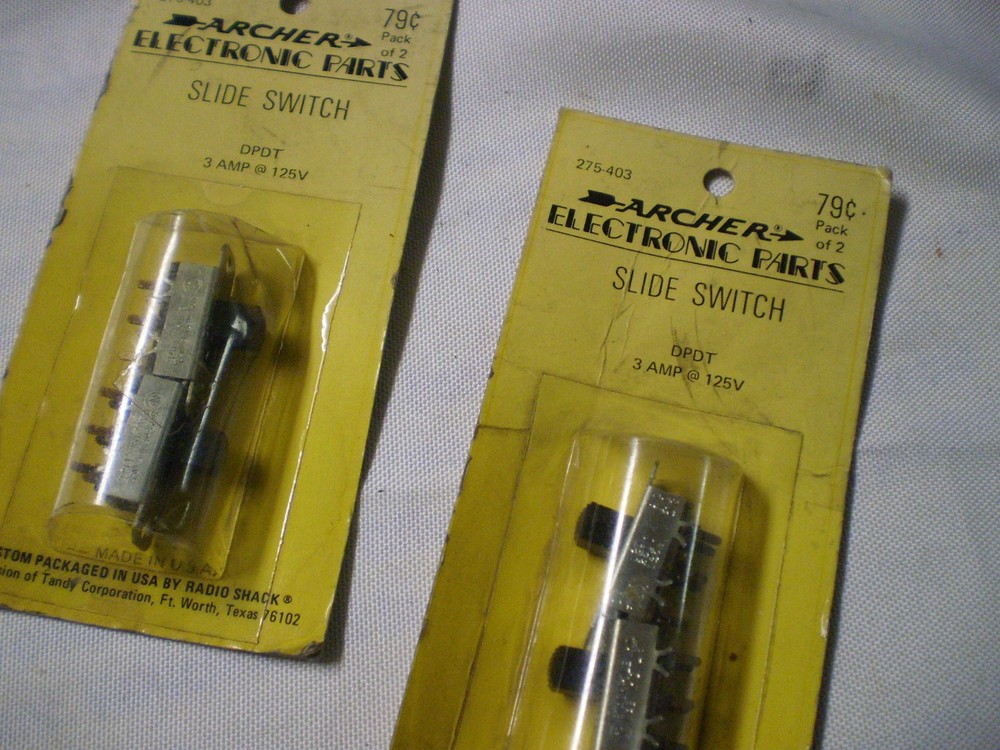 275-403
79¢
Pack
of 2
ARCHER®
ELECTRONIC PARTS
SLIDE SWITCH
DPDT
3 AMP @ 125V
MADE IN U.S.A.
STOM PACKAGED IN USA BY RADIO SHACK®
sion of Tandy Corporation, Ft. Worth, Texas 76102
275-403
79¢
Pack
of 2
ARCHER®
ELECTRONIC PARTS
SLIDE SWITCH
DPDT
3 AMP @ 125V